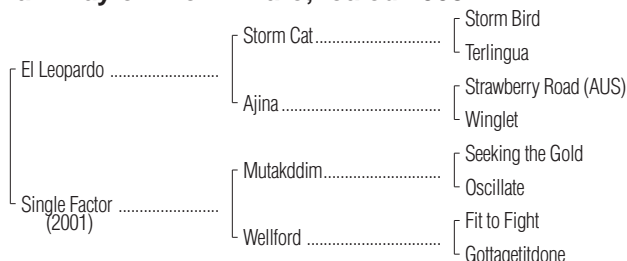 Storm Bird
Storm Cat
Terlingua
El Leopardo
Strawberry Road (AUS)
Ajina
Winglet
Seeking the Gold
Mutakddim
Oscillate
Single Factor
(2001)
Fit to Fight
Wellford
Gottagetitdone